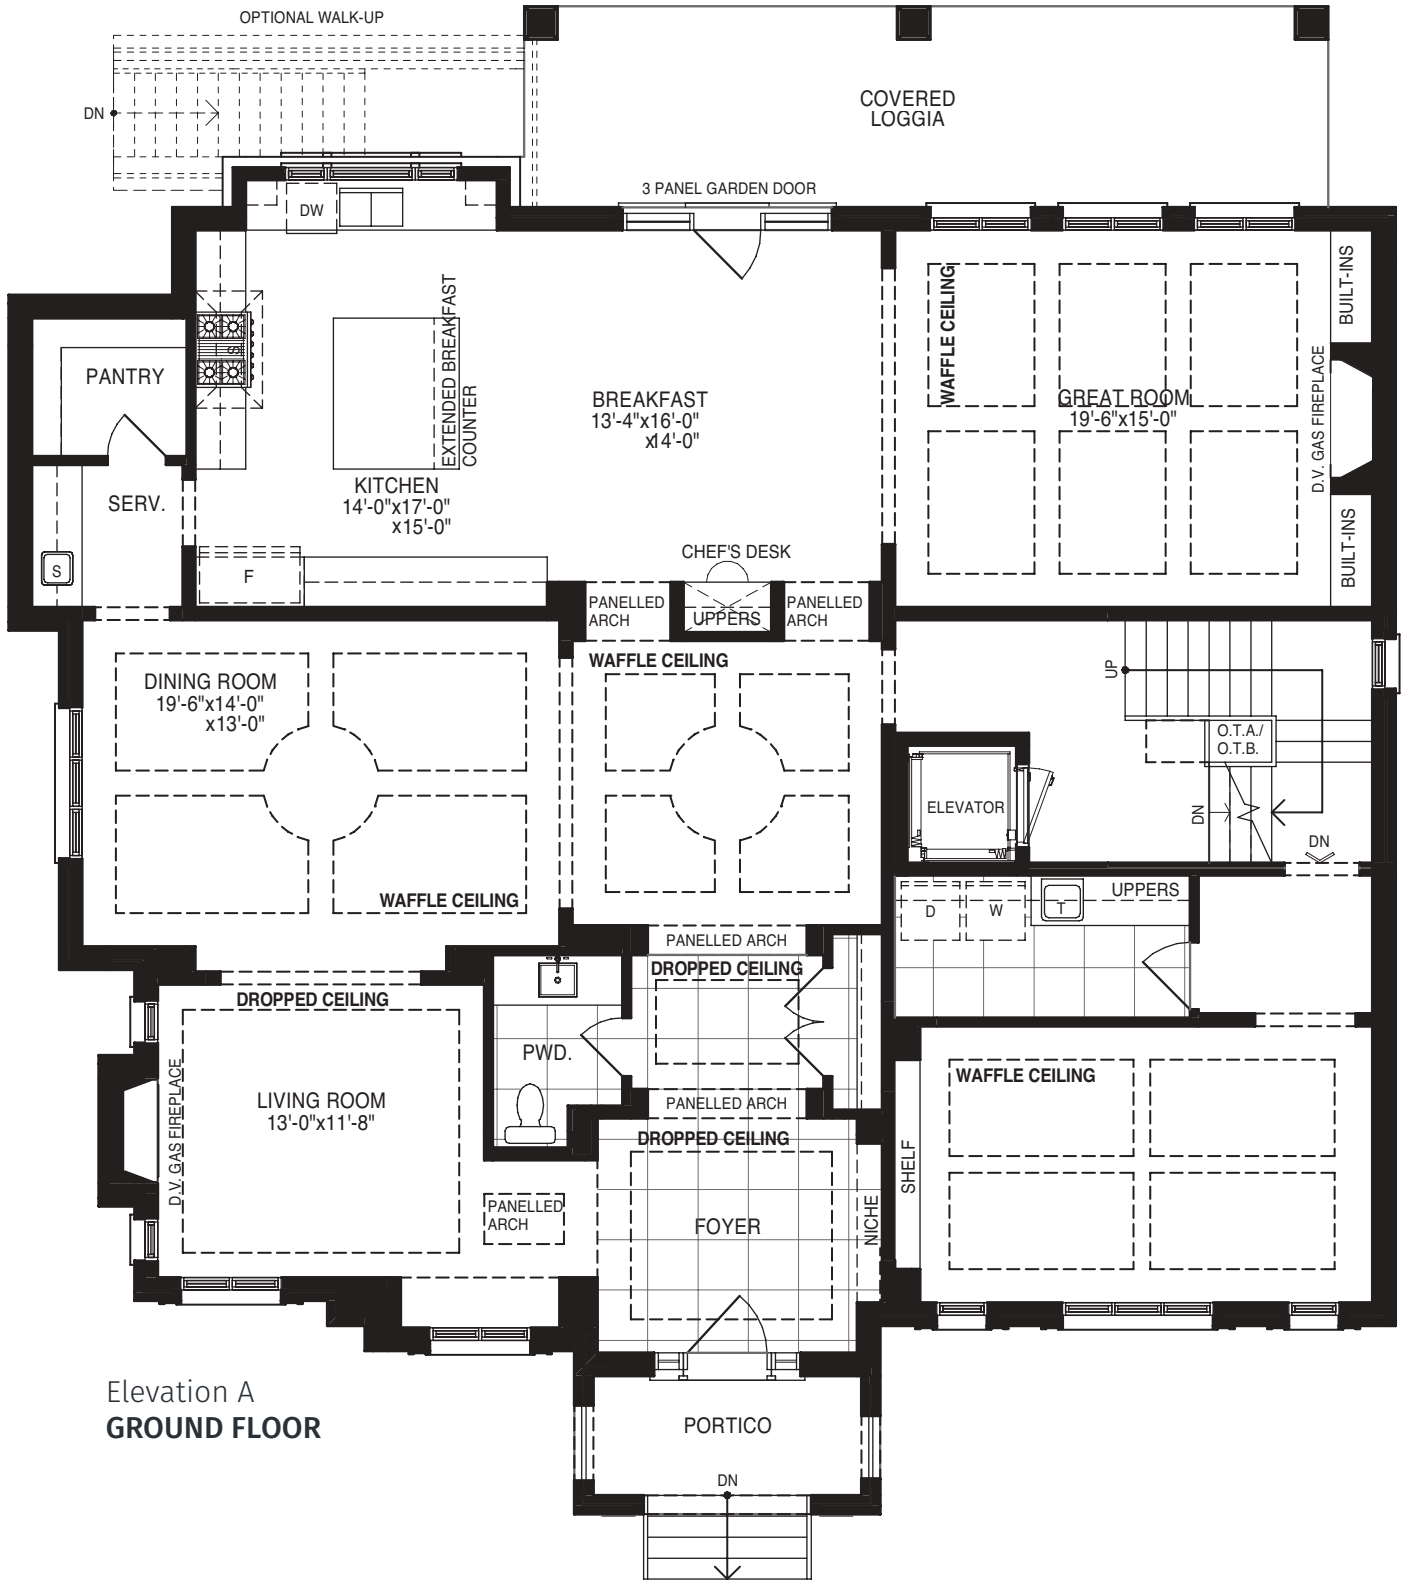 OPTIONAL WALK-UP
DN
COVERED
LOGGIA
3 PANEL GARDEN DOOR
DW
S
PANTRY
SERV.
S
EXTENDED BREAKFAST
COUNTER
BREAKFAST
13'-4"x16'-0"
x14'-0"
KITCHEN
14'-0"x17'-0"
x15'-0"
F
CHEF'S DESK
PANELLED
ARCH
UPPERS
PANELLED
ARCH
WAFFLE CEILING
GREAT ROOM
19'-6"x15'-0"
BUILT-INS
D.V. GAS FIREPLACE
BUILT-INS
DINING ROOM
19'-6"x14'-0"
x13'-0"
WAFFLE CEILING
WAFFLE CEILING
UP
O.T.A./
O.T.B.
DN
DN
ELEVATOR
D
W
T
UPPERS
PANELLED ARCH
DROPPED CEILING
DROPPED CEILING
PWD.
LIVING ROOM
13'-0"x11'-8"
D.V. GAS FIREPLACE
PANELLED ARCH
DROPPED CEILING
PANELLED
ARCH
FOYER
NICHE
SHELF
WAFFLE CEILING
PORTICO
DN
Elevation A
GROUND FLOOR